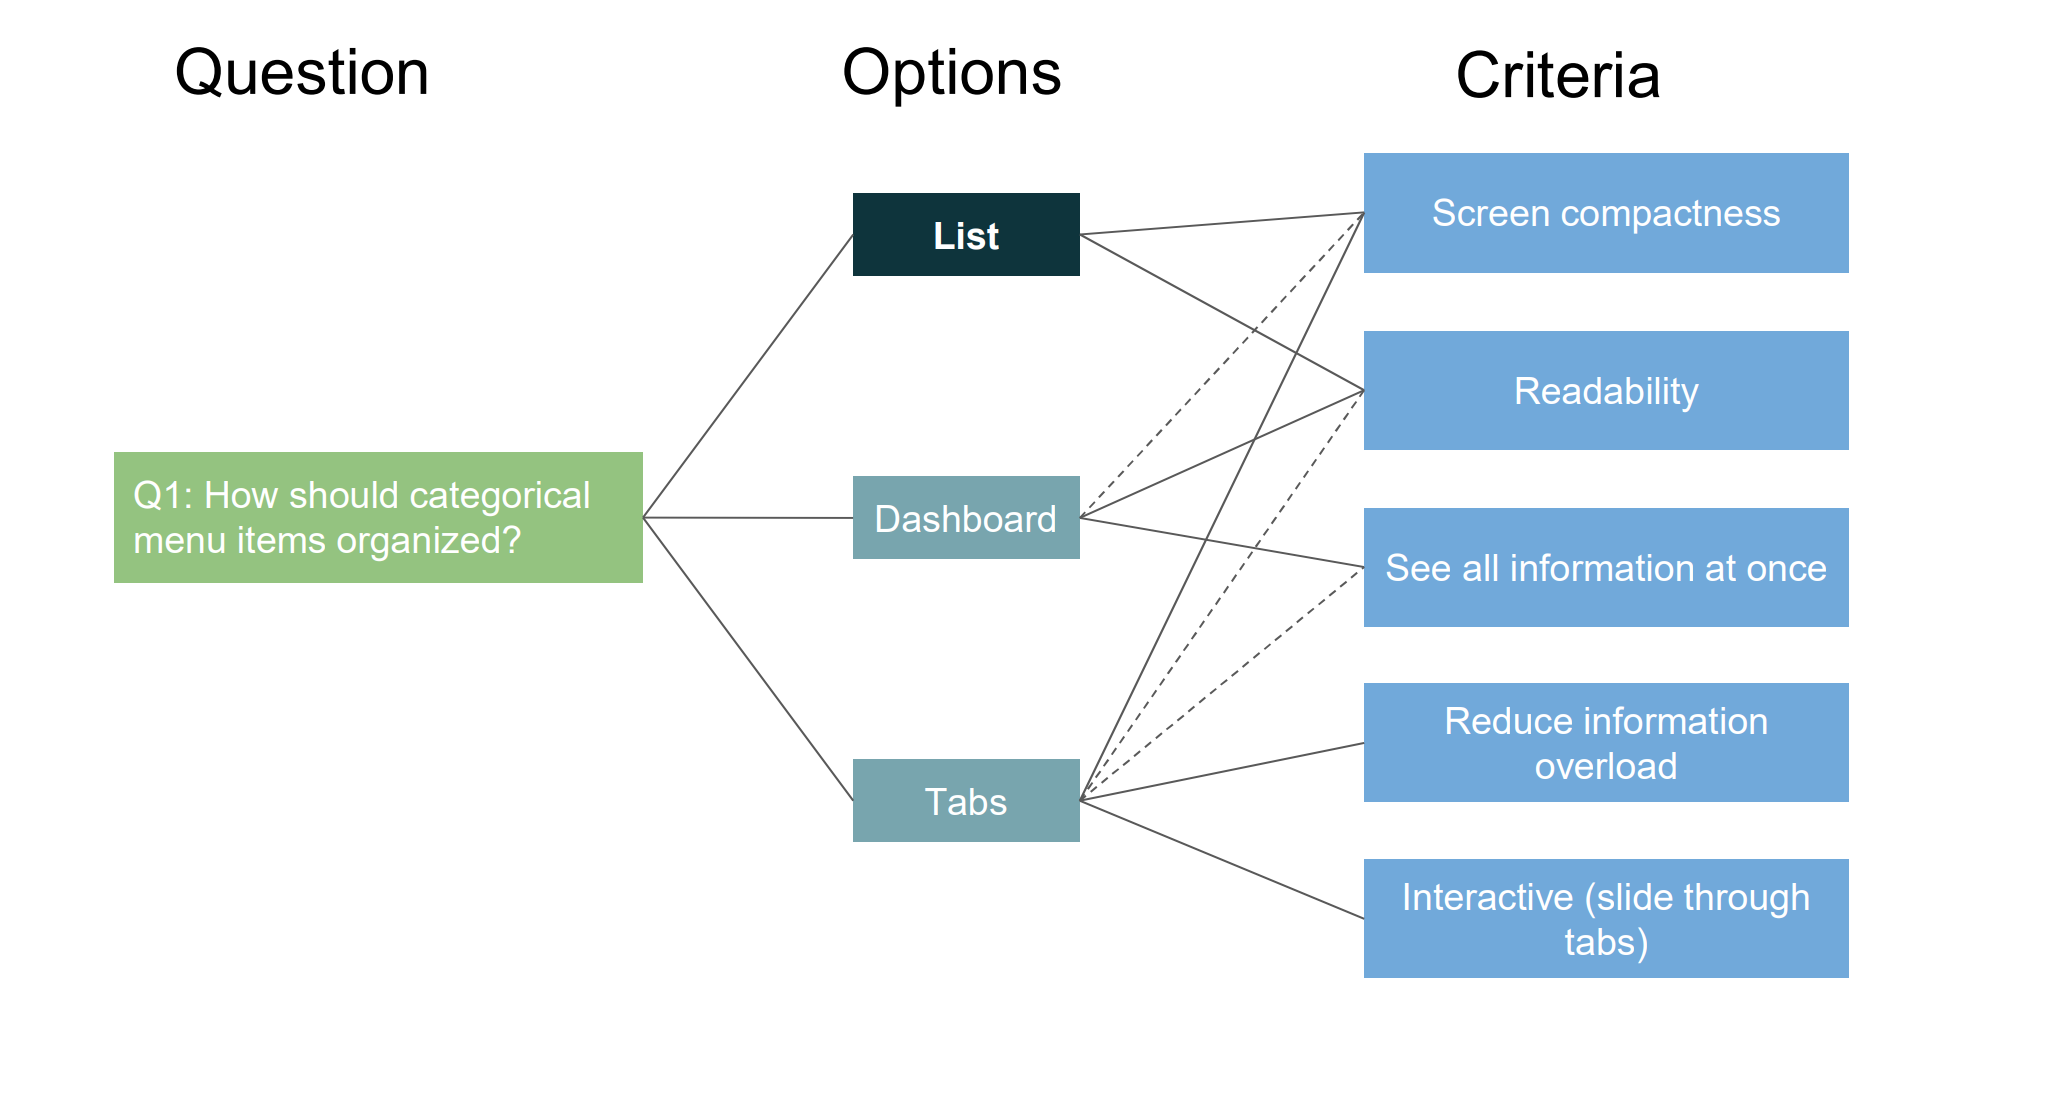 Question
Options
Criteria
Screen compactness
List
Readability
Q1: How should categorical
menu items organized?
Dashboard
See all information at once
Reduce information
overload
Tabs
Interactive (slide through
tabs)